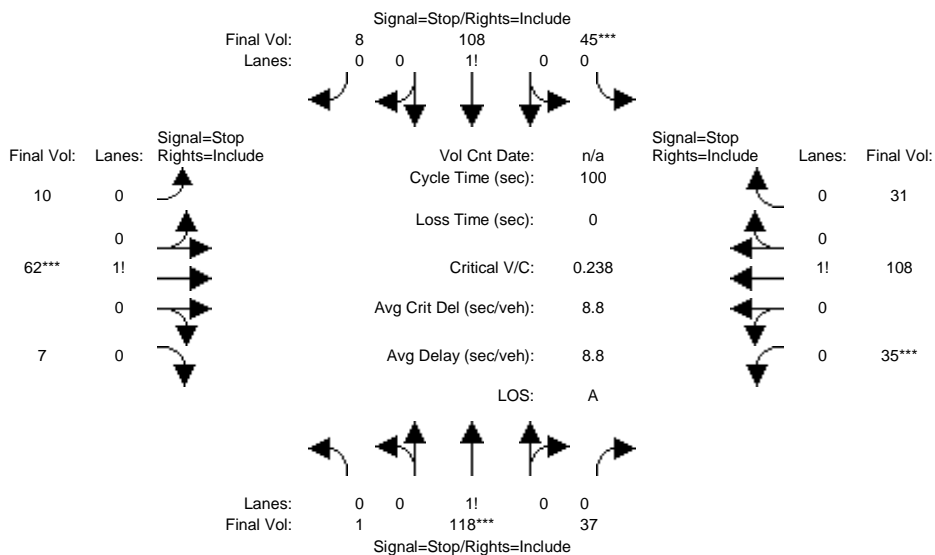 Signal=Stop/Rights=Include
Final Vol: 8 108 45***
Lanes: 0 0 1! 0 0
Signal=Stop
Final Vol: Lanes: Rights=Include
Vol Cnt Date: n/a
Signal=Stop
Rights=Include Lanes: Final Vol:
Cycle Time (sec): 100
10 0
0 31
Loss Time (sec): 0
0
0
62*** 1!
Critical V/C: 0.238
1! 108
0
Avg Crit Del (sec/veh): 8.8
0
7 0
Avg Delay (sec/veh): 8.8
0 35***
LOS: A
Lanes: 0 0 1! 0 0
Final Vol: 1 118*** 37
Signal=Stop/Rights=Include